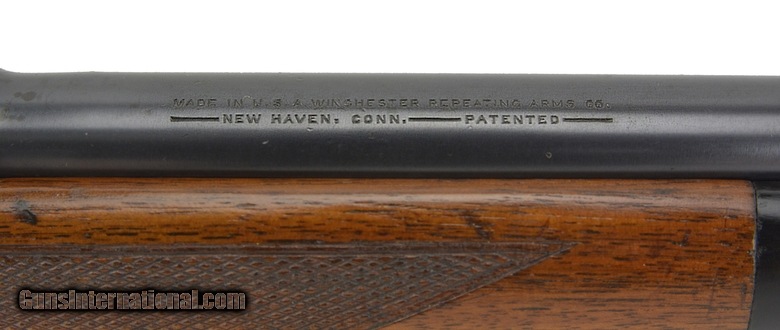 MADE IN U.S.A WINCHESTER REPEATING ARMS CO.
NEW HAVEN, CONN. PATENTED
GunsInternational.com